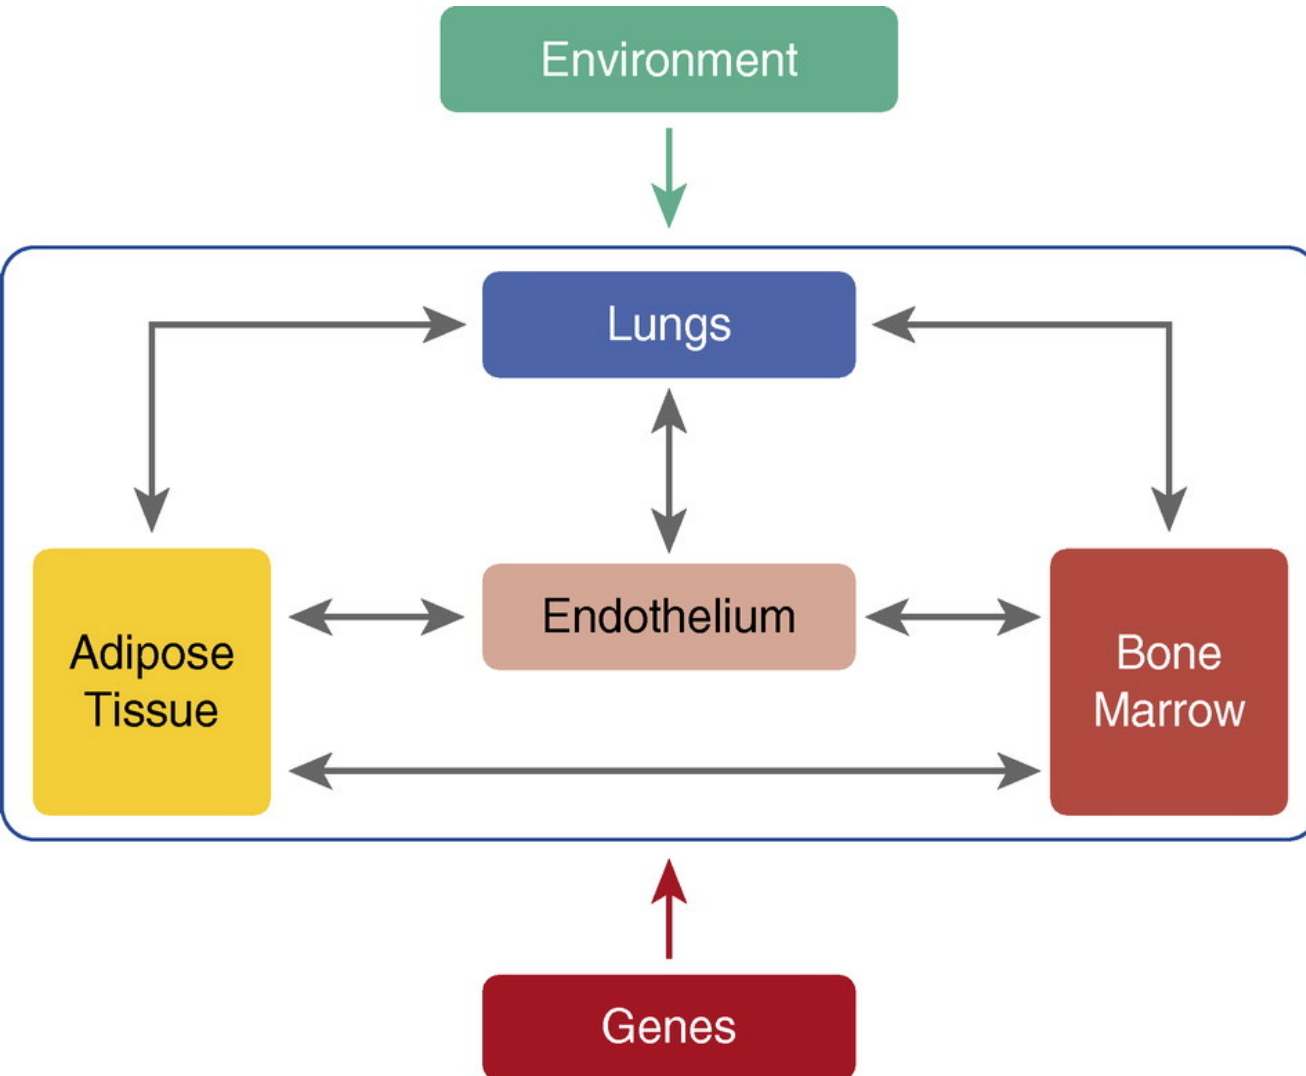 Environment
Lungs
Adipose
Tissue
Endothelium
Bone
Marrow
Genes